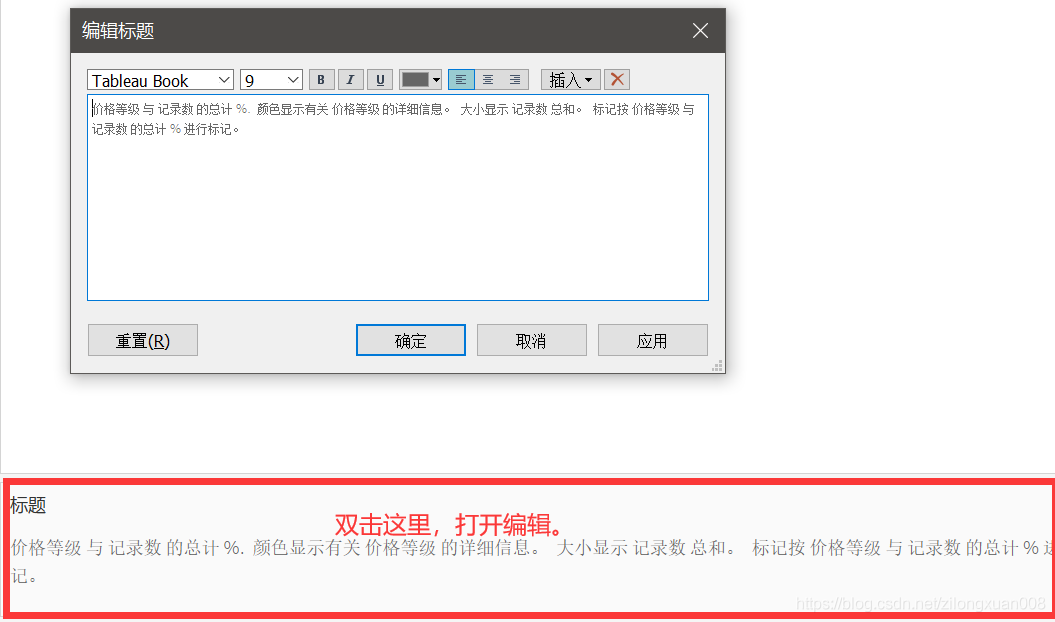 编辑标题
Tableau Book 9 B I U 插入
价格等级 与 记录数 的总计 %. 颜色显示有关 价格等级 的详细信息。 大小显示 记录数 总和。 标记按 价格等级 与
记录数 的总计 % 进行标记。
重置(R) 确定 取消 应用
标题
双击这里，打开编辑。
价格等级 与 记录数 的总计 %. 颜色显示有关 价格等级 的详细信息。 大小显示 记录数 总和。 标记按 价格等级 与 记录数 的总计 % 进
记。
https://blog.csdn.net/zilongxuan008